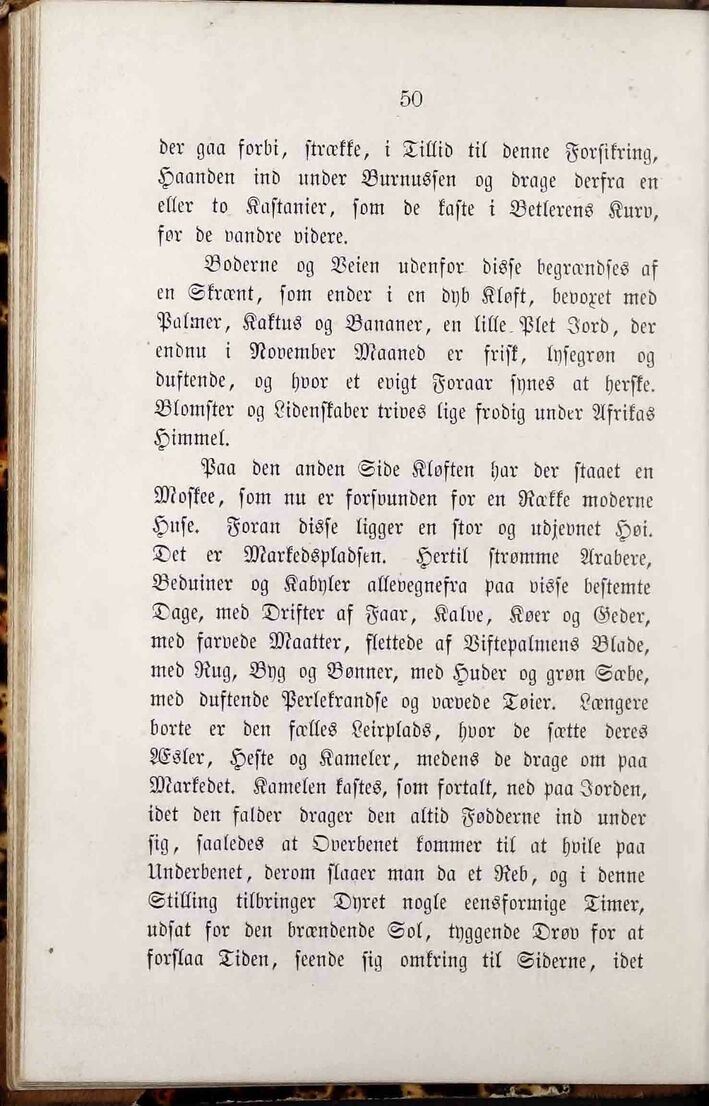 50
der gaa forbi, strække, i Tillid til denne Forsikring,
Haanden ind under Burnussen og drage derfra en
eller to Kastanier, som de kaste i Betlerens Kurv,
før de vandre videre.
Boderne og Veien udenfor disse begrændses af
en Skrænt, som ender i en dyb Kløft, bevoxet med
Palmer, Kaktus og Bananer, en lille Plet Jord, der
endnu i November Maaned er frisk, lysegrøn og
duftende, og hvor et evigt Foraar synes at herske.
Blomster og Lidenskaber trives lige frodig under Afrikas
Himmel.
Paa den anden Side Kløften har der staaet en
Moskee, som nu er forsvunden for en Række moderne
Huse. Foran disse ligger en stor og udjevnet Høi.
Det er Markedspladsen. Hertil strømme Arabere,
Beduiner og Kabyler allevegnefra paa visse bestemte
Dage, med Drifter af Faar, Kalve, Køer og Geder,
med farvede Maatter, flettede af Viftepalmens Blade,
med Rug, Byg og Bønner, med Huder og grøn Sæbe,
med duftende Perlekrandse og vævede Tøier. Længere
borte er den fælles Leirplads, hvor de sætte deres
Æsler, Heste og Kameler, medens de drage om paa
Markedet. Kamelen kastes, som fortalt, ned paa Jorden,
idet den falder drager den altid Fødderne ind under
sig, saaledes at Overbenet kommer til at hvile paa
Underbenet, derom slaaer man da et Reb, og i denne
Stilling tilbringer Dyret nogle eensformige Timer,
udsat for den brændende Sol, tyggende Drøv for at
forslaa Tiden, seende sig omkring til Siderne, idet